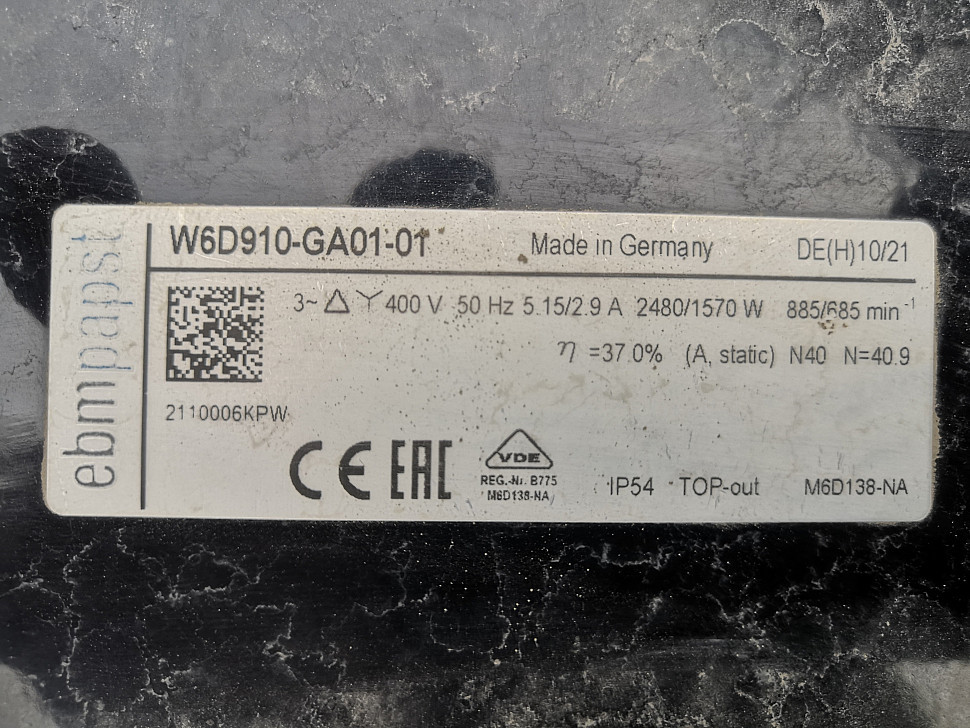 ebmpapst
W6D910-GA01-01 Made in Germany DE(H)10/21
3~ △ Y 400 V 50 Hz 5.15/2.9 A 2480/1570 W 885/685 min⁻¹
η =37.0% (A, static) N40 N=40.9
2110006KPW
CE EAC VDE
REG.-Nr. B775
M6D138-NA
IP54 TOP-out M6D138-NA